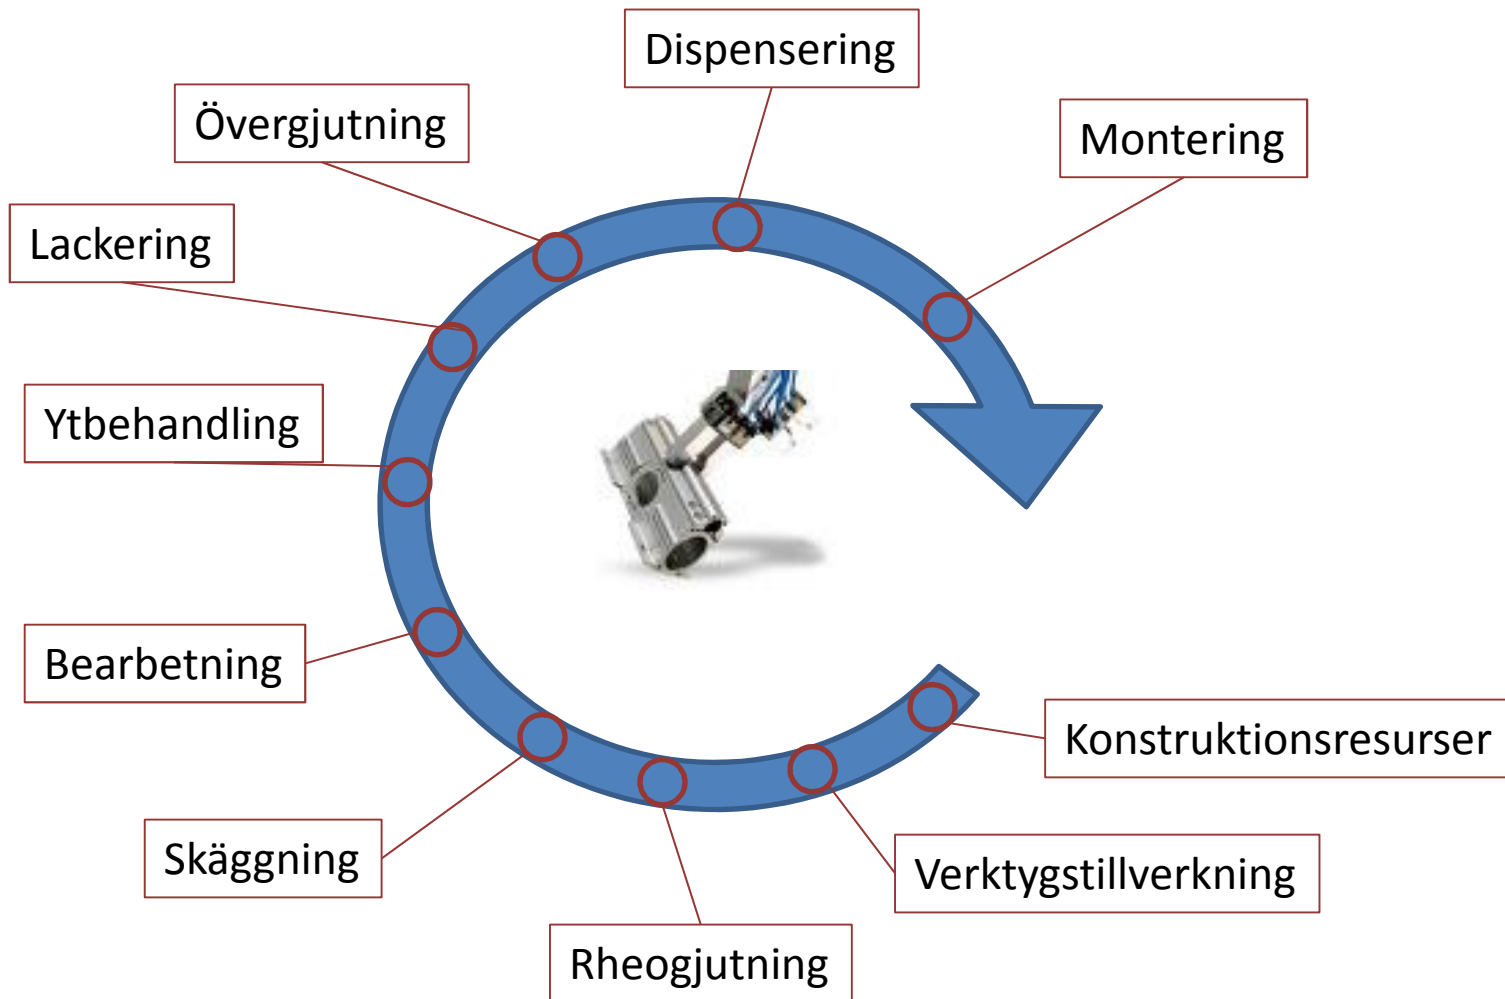 Dispensering
Övergjutning
Montering
Lackering
Ytbehandling
Bearbetning
Konstruktionsresurser
Skäggning
Verktygstillverkning
Rheogjutning